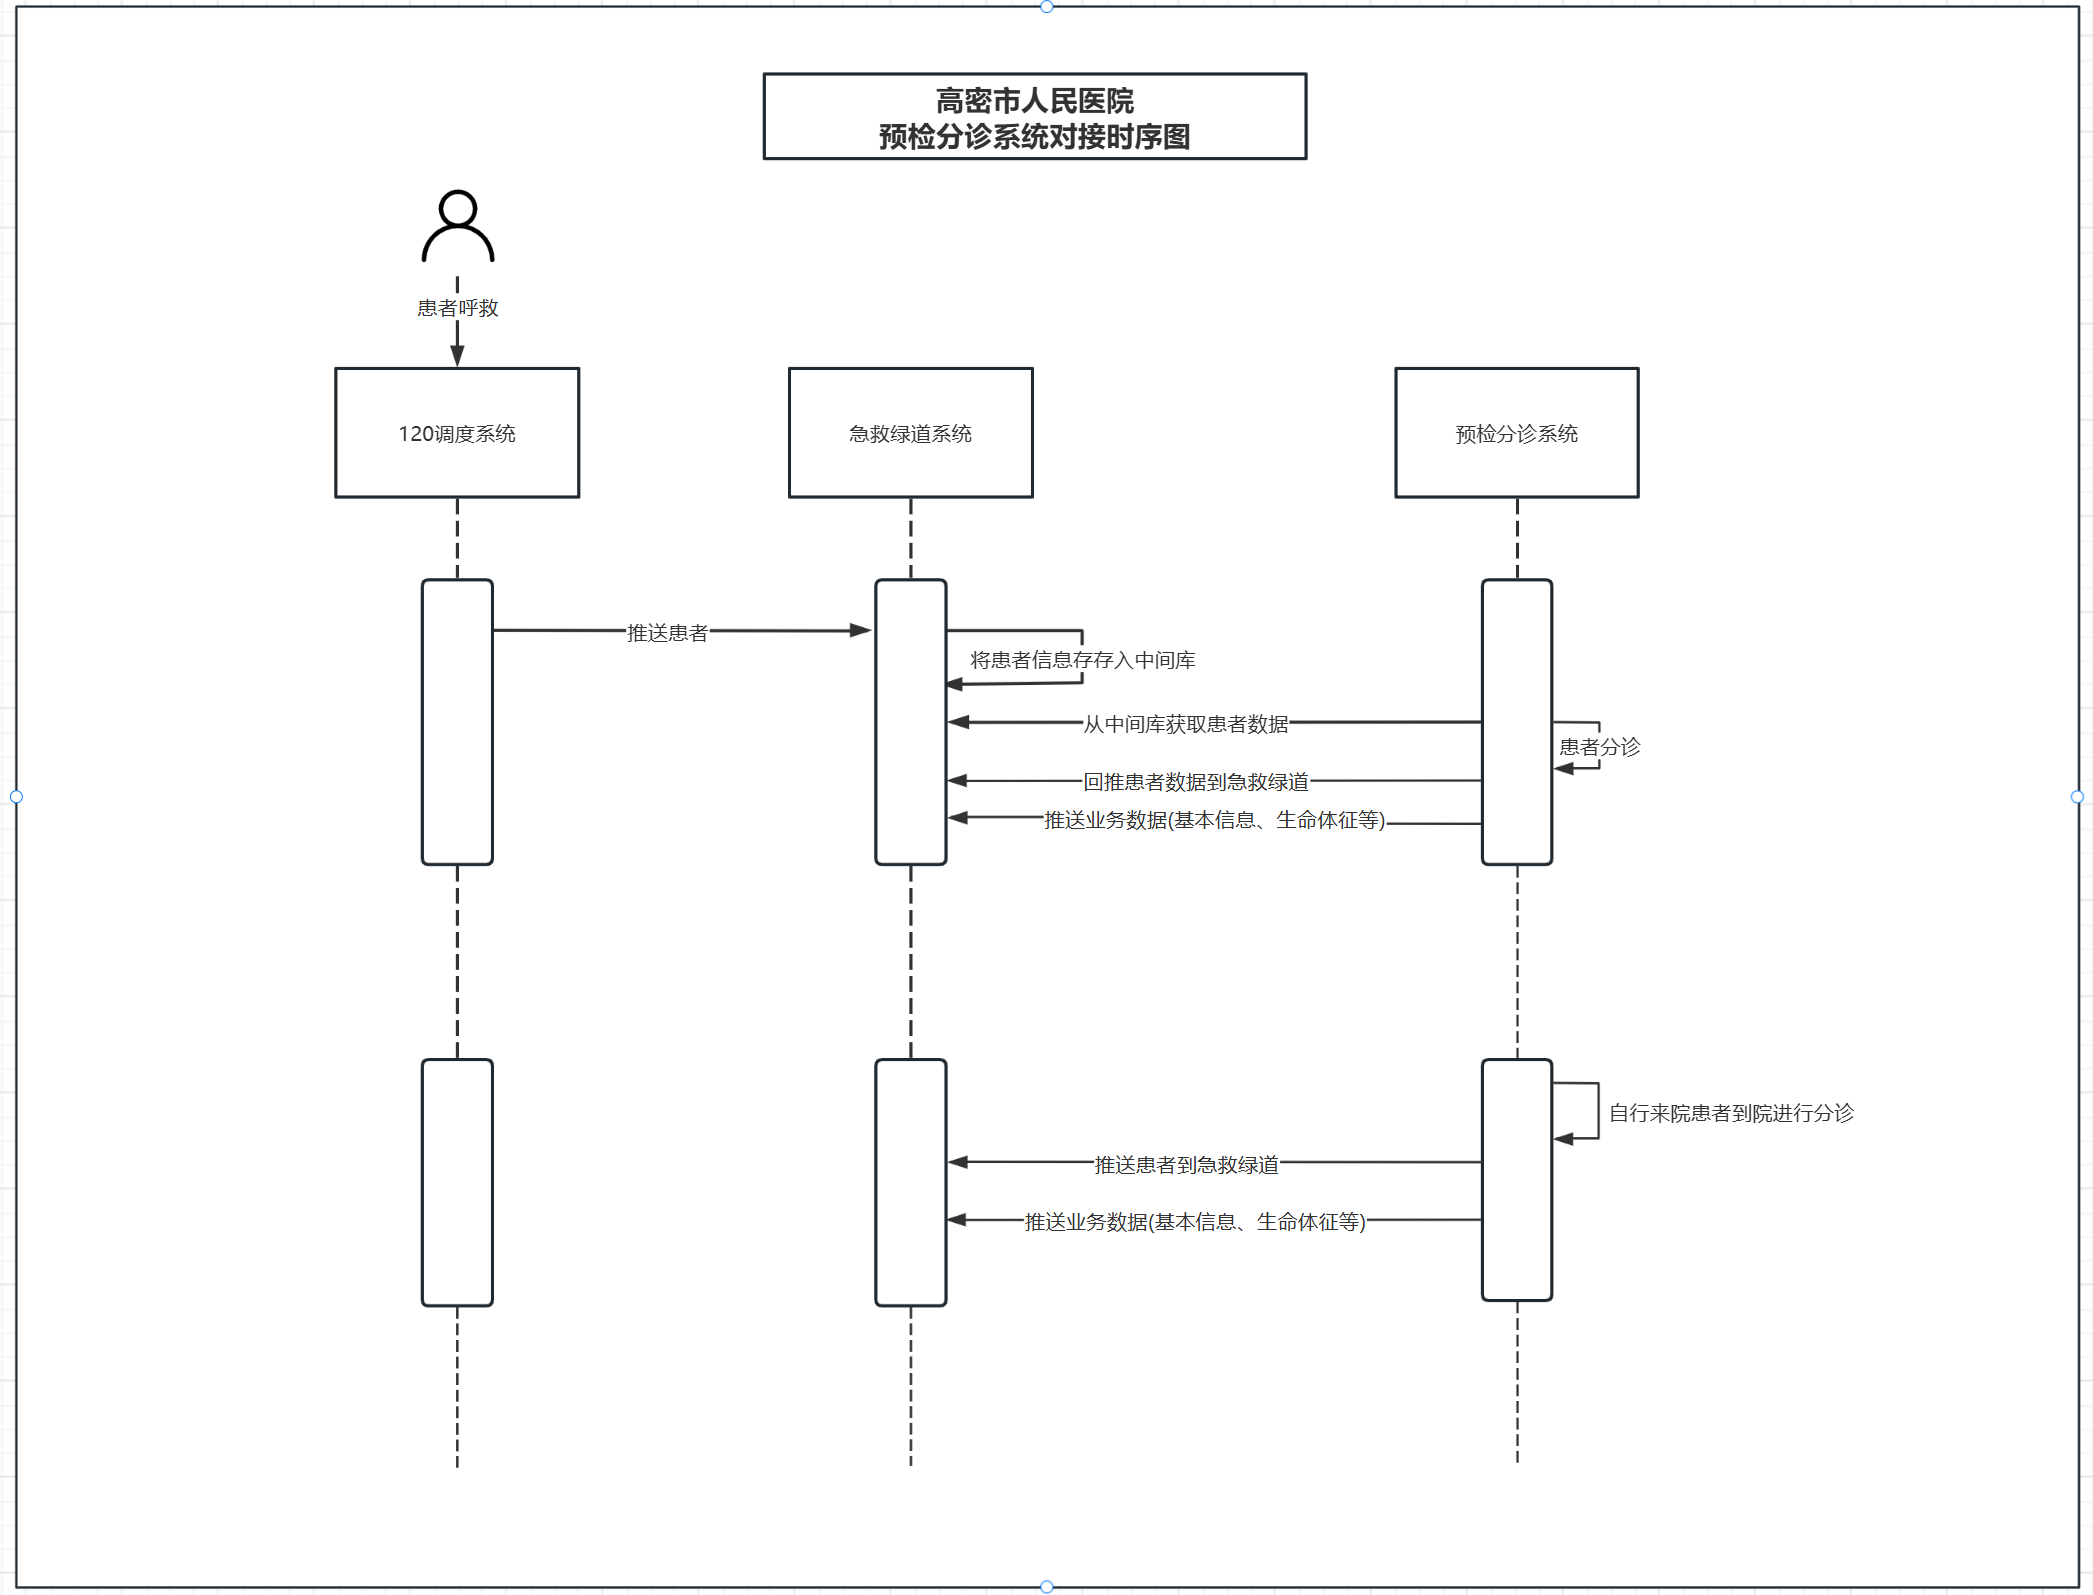 高密市人民医院
预检分诊系统对接时序图
患者呼救
120调度系统
急救绿道系统
预检分诊系统
推送患者
将患者信息存存入中间库
从中间库获取患者数据
患者分诊
回推患者数据到急救绿道
推送业务数据(基本信息、生命体征等)
自行来院患者到院进行分诊
推送患者到急救绿道
推送业务数据(基本信息、生命体征等)